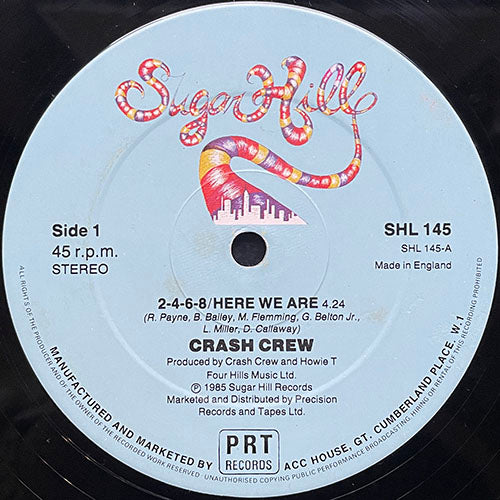 Sugar Hill
Side 1
45 r.p.m.
STEREO
SHL 145
SHL 145-A
Made in England
2-4-6-8/HERE WE ARE 4.24
(R. Payne, B. Bailey, M. Flemming, G. Belton Jr.,
L. Miller, D. Callaway)
CRASH CREW
Produced by Crash Crew and Howie T
Four Hills Music Ltd.
℗ 1985 Sugar Hill Records
Marketed and Distributed by Precision
Records and Tapes Ltd.
PRT
RECORDS
MANUFACTURED AND MARKETED BY
ACC HOUSE, GT. CUMBERLAND PLACE, W.1
ALL RIGHTS OF THE MANUFACTURER AND OF THE OWNER OF THE RECORDED WORK RESERVED · UNAUTHORISED COPYING PUBLIC PERFORMANCE BROADCASTING HIRING OR RENTAL OF THIS RECORDING PROHIBITED